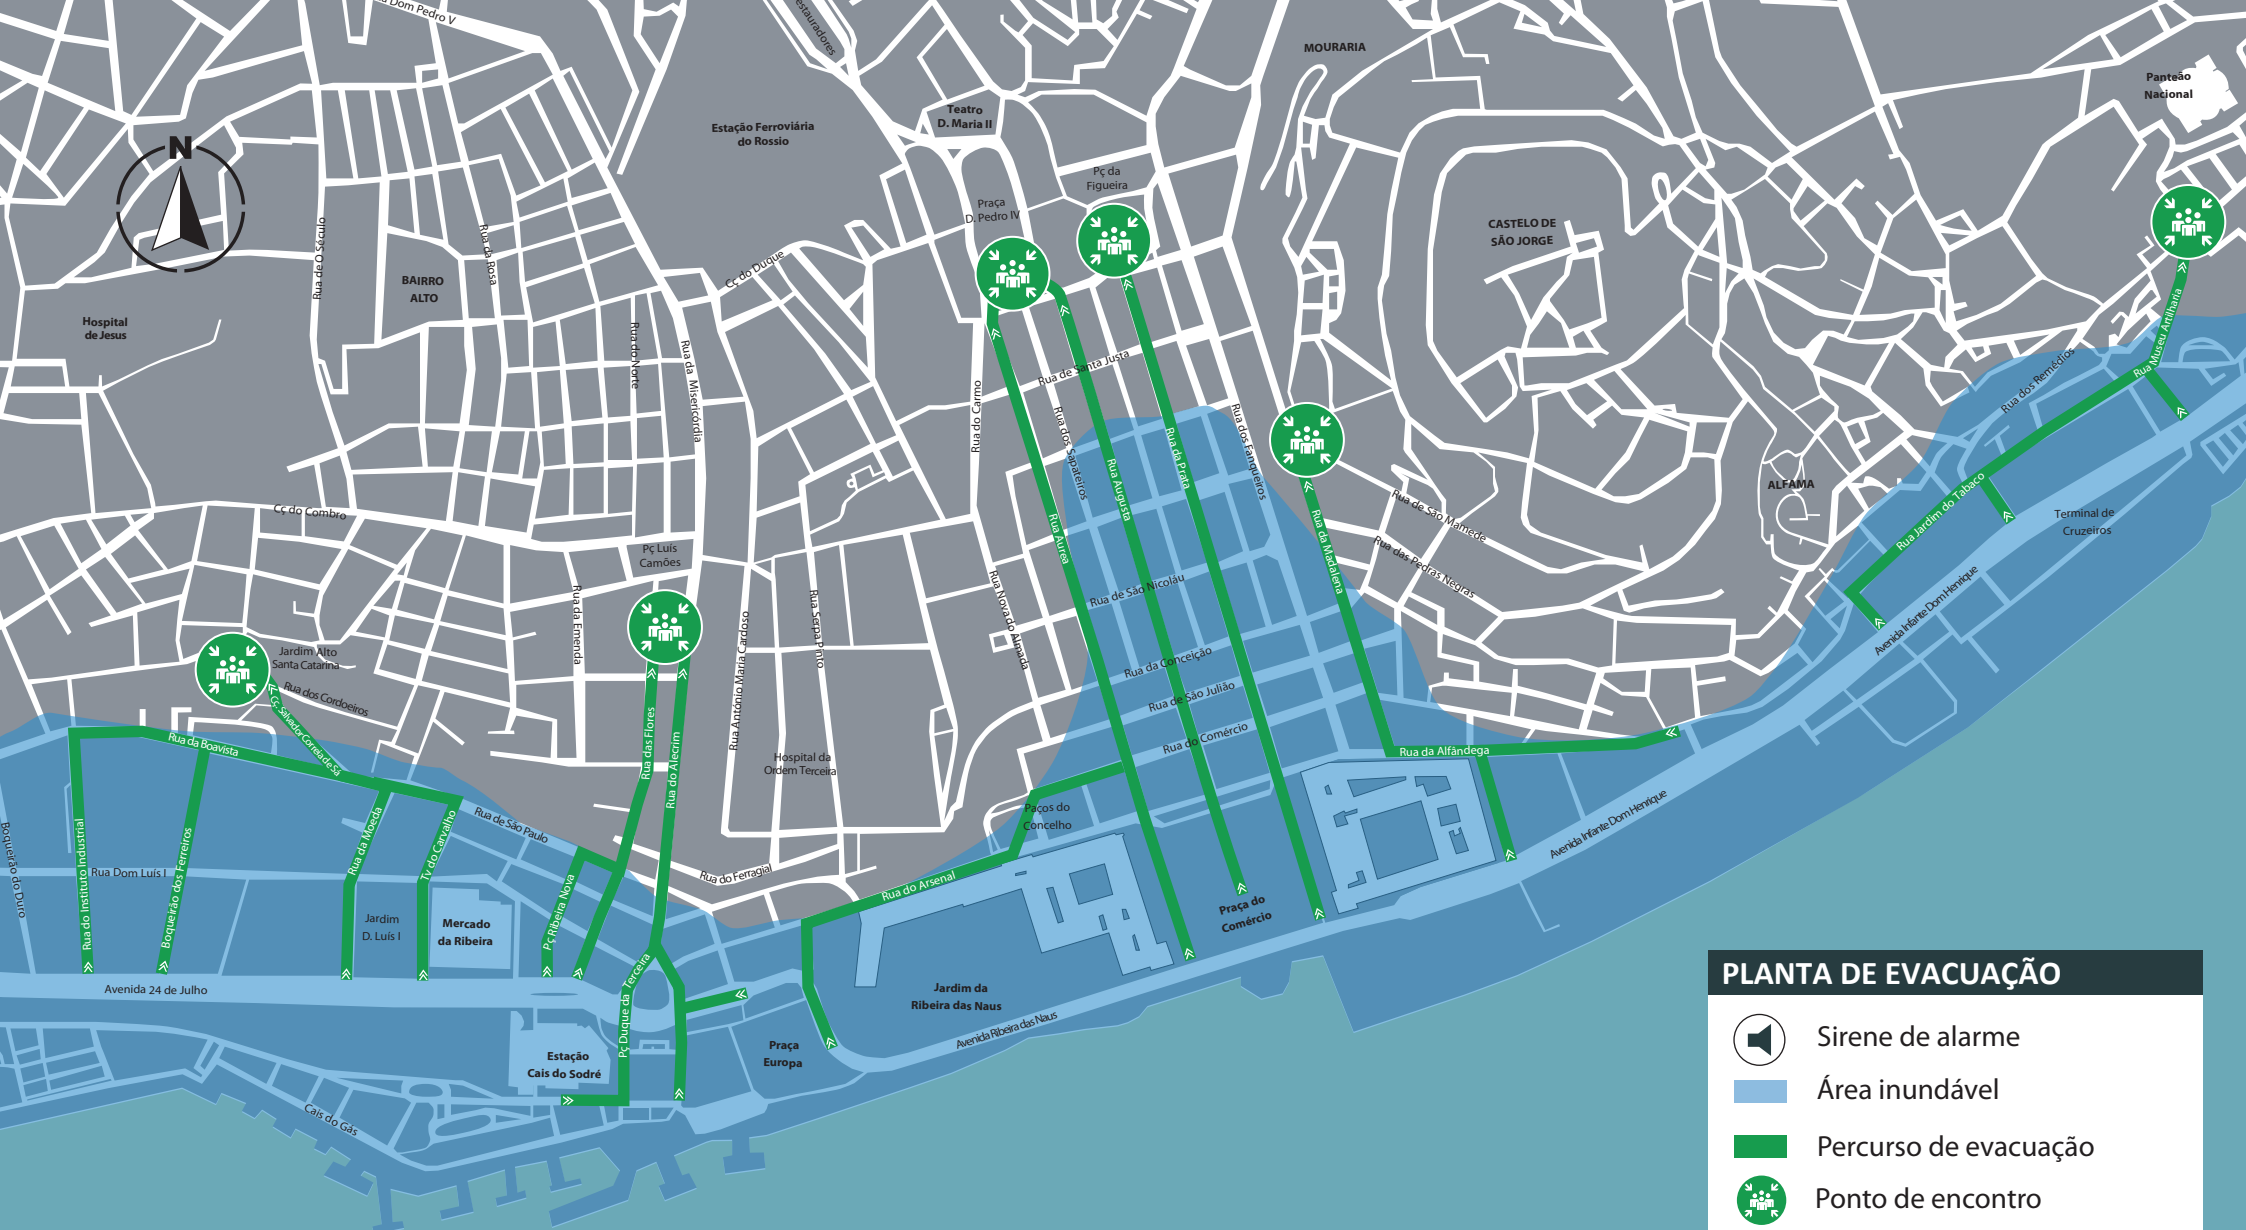 Dom Pedro V
estauradores
MOURARIA
Panteão
Nacional
N
Teatro
D. Maria II
Estação Ferroviária
do Rossio
Pç da
Figueira
Praça
D. Pedro IV
CASTELO DE
SÃO JORGE
Rua de O Século
Rua da Rosa
BAIRRO
ALTO
Cç do Duque
Hospital
de Jesus
Rua do Norte
Rua da Misericórdia
Rua do Carmo
Rua de Santa Justa
Rua dos Sapateiros
Rua Augusta
Rua da Prata
Rua dos Fanqueiros
Rua Museu Artilharia
Rua dos Remédios
ALFAMA
Rua de São Mamede
Rua das Pedras Negras
Rua da Madalena
Rua Jardim do Tabaco
Terminal de
Cruzeiros
Avenida Infante Dom Henrique
Cç do Combro
Pç Luís
Camões
Rua Aurea
Rua da Emenda
Rua António Maria Cardoso
Rua Serpa Pinto
Rua Nova do Almada
Rua de São Nicoláu
Rua da Conceição
Rua de São Julião
Rua do Comércio
Jardim Alto
Santa Catarina
Rua dos Cordoeiros
Cç. Salvador Correia de Sá
Rua da Boavista
Rua das Flores
Rua do Alecrim
Hospital da
Ordem Terceira
Rua da Alfândega
Paços do
Concelho
Avenida Infante Dom Henrique
Boqueirão do Duro
Rua do Instituto Industrial
Rua Dom Luís I
Boqueirão dos Ferreiros
Rua da Moeda
Tv do Carvalho
Rua de São Paulo
Rua do Ferragial
Rua do Arsenal
Jardim
D. Luís I
Mercado
da Ribeira
Pç Ribeira Nova
Pç Duque da Terceira
Praça do
Comércio
Avenida 24 de Julho
Jardim da
Ribeira das Naus
Avenida Ribeira das Naus
Estação
Cais do Sodré
Praça
Europa
Cais do Gás
PLANTA DE EVACUAÇÃO
Sirene de alarme
Área inundável
Percurso de evacuação
Ponto de encontro